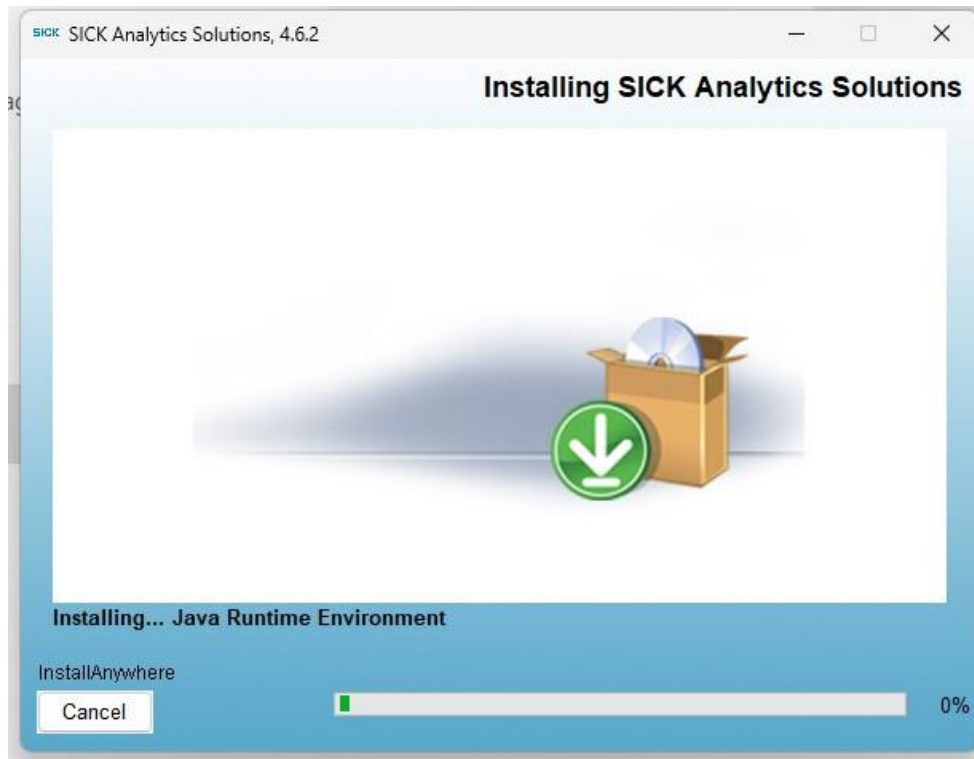 SICK SICK Analytics Solutions, 4.6.2
Installing SICK Analytics Solutions
Installing... Java Runtime Environment
InstallAnywhere
Cancel
0%